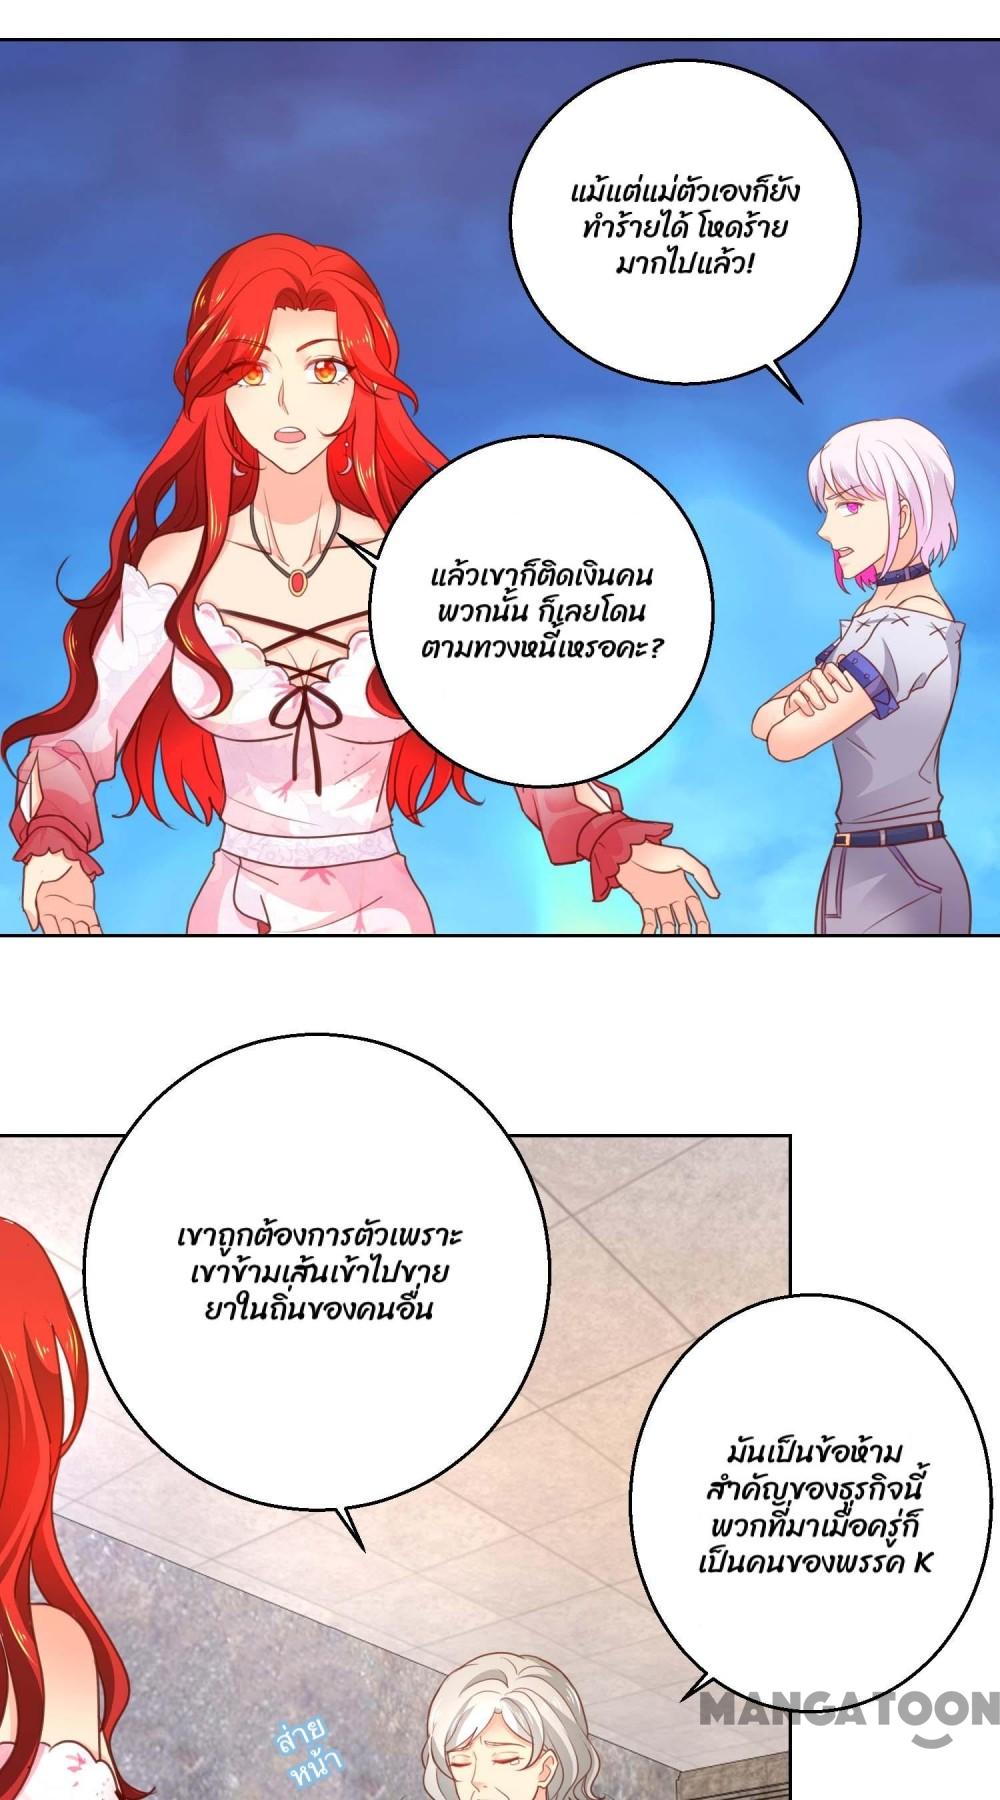 แม้แต่แม่ตัวเองก็ยัง
ทำร้ายได้ โหดร้าย
มากไปแล้ว!
แล้วเขาก็ติดเงินคน
พวกนั้น ก็เลยโดน
ตามทวงหนี้เหรอคะ?
เขาถูกต้องการตัวเพราะ
เขาข้ามเส้นเข้าไปขาย
ยาในถิ่นของคนอื่น
มันเป็นข้อห้าม
สำคัญของธุรกิจนี้
พวกที่มาเมื่อครู่ก็
เป็นคนของพรรค K
ส่าย
หน้า
MANGATOON